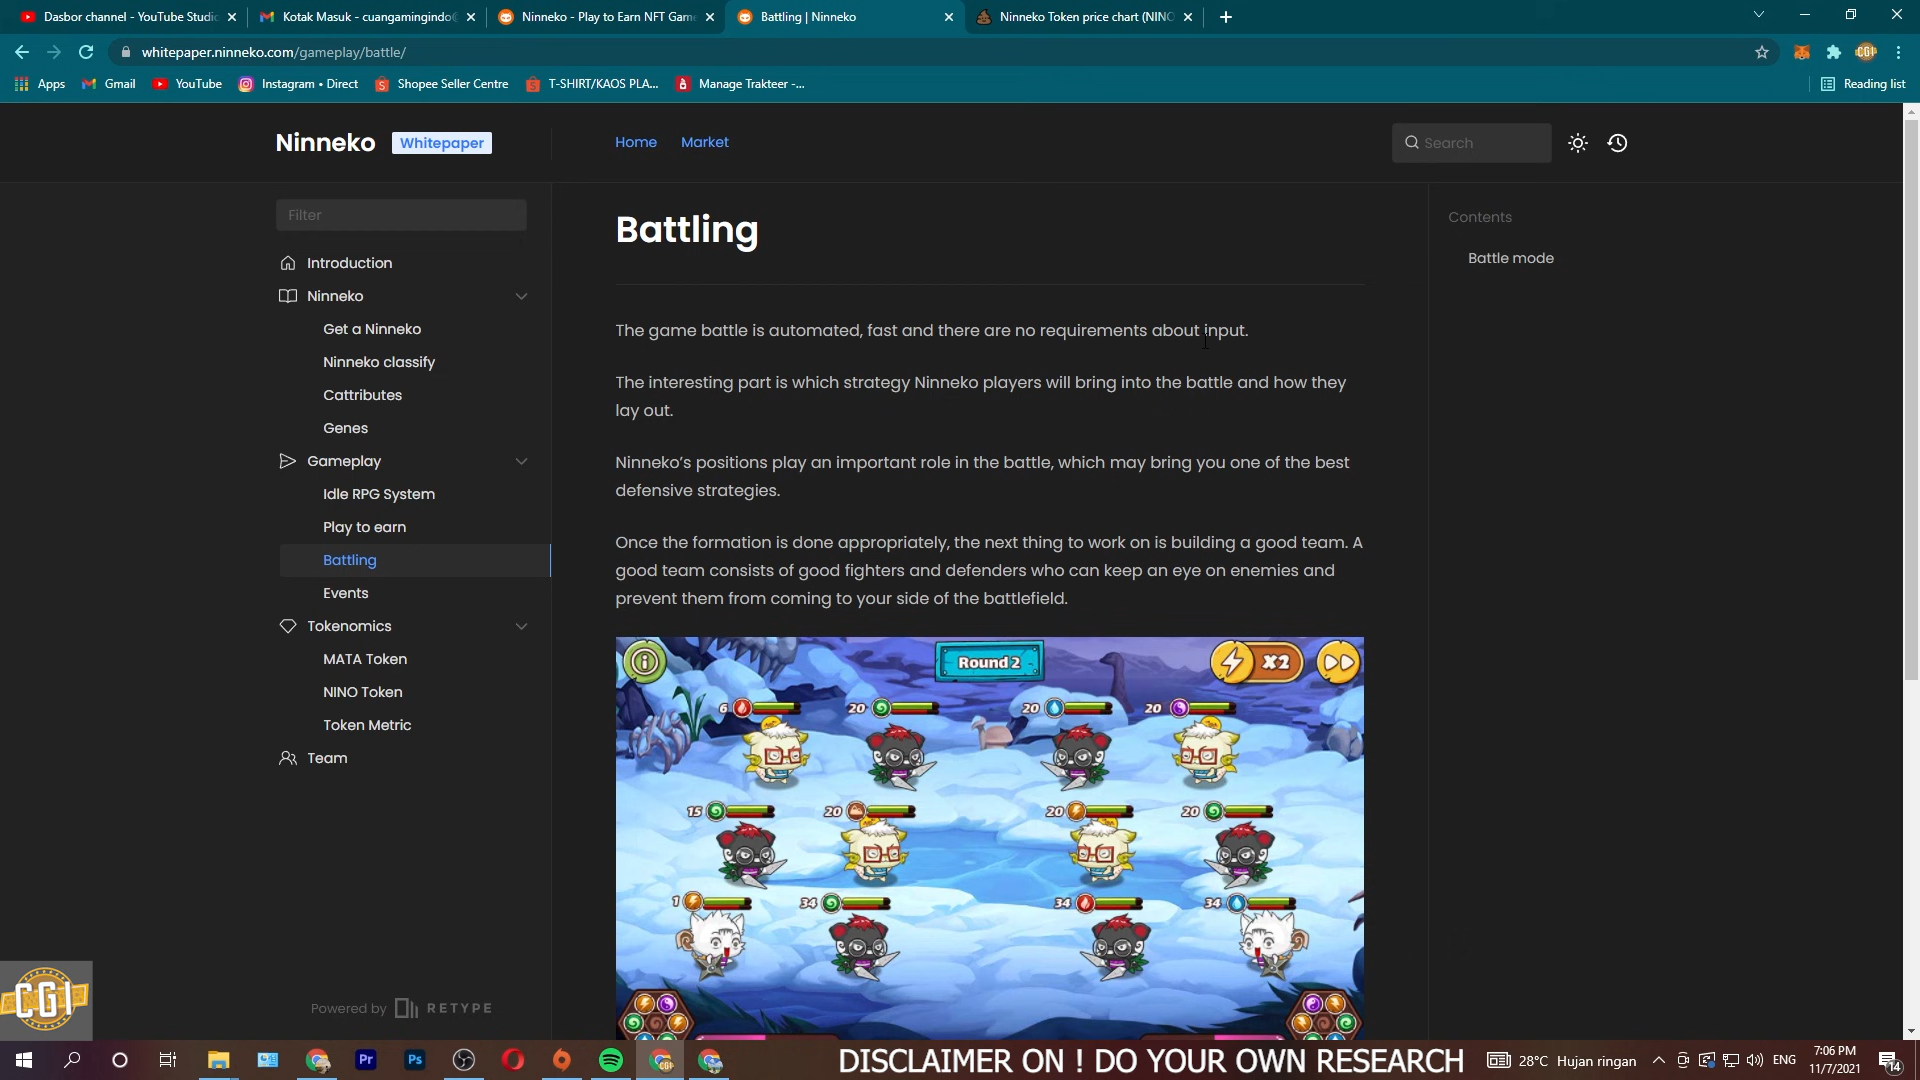 Dasbor channel - YouTube Studio
Kotak Masuk - cuangamingindo@
Ninneko - Play to Earn NFT Game
Battling | Ninneko
Ninneko Token price chart (NINO
whitepaper.ninneko.com/gameplay/battle/
CGI
Apps
Gmail
YouTube
Instagram • Direct
Shopee Seller Centre
T-SHIRT/KAOS PLA...
Manage Trakteer -...
Reading list
Ninneko
Whitepaper
Home
Market
Search
Filter
Introduction
Ninneko
Get a Ninneko
Ninneko classify
Cattributes
Genes
Gameplay
Idle RPG System
Play to earn
Battling
Events
Tokenomics
MATA Token
NINO Token
Token Metric
Team
Powered by RETYPE
Battling
The game battle is automated, fast and there are no requirements about input.
The interesting part is which strategy Ninneko players will bring into the battle and how they
lay out.
Ninneko's positions play an important role in the battle, which may bring you one of the best
defensive strategies.
Once the formation is done appropriately, the next thing to work on is building a good team. A
good team consists of good fighters and defenders who can keep an eye on enemies and
prevent them from coming to your side of the battlefield.
Round 2
X2
6
20
20
20
15
20
20
20
1
34
34
34
Contents
Battle mode
CGI
Pr
Ps
DISCLAIMER ON ! DO YOUR OWN RESEARCH
28°C Hujan ringan
ENG
7:06 PM
11/7/2021
14